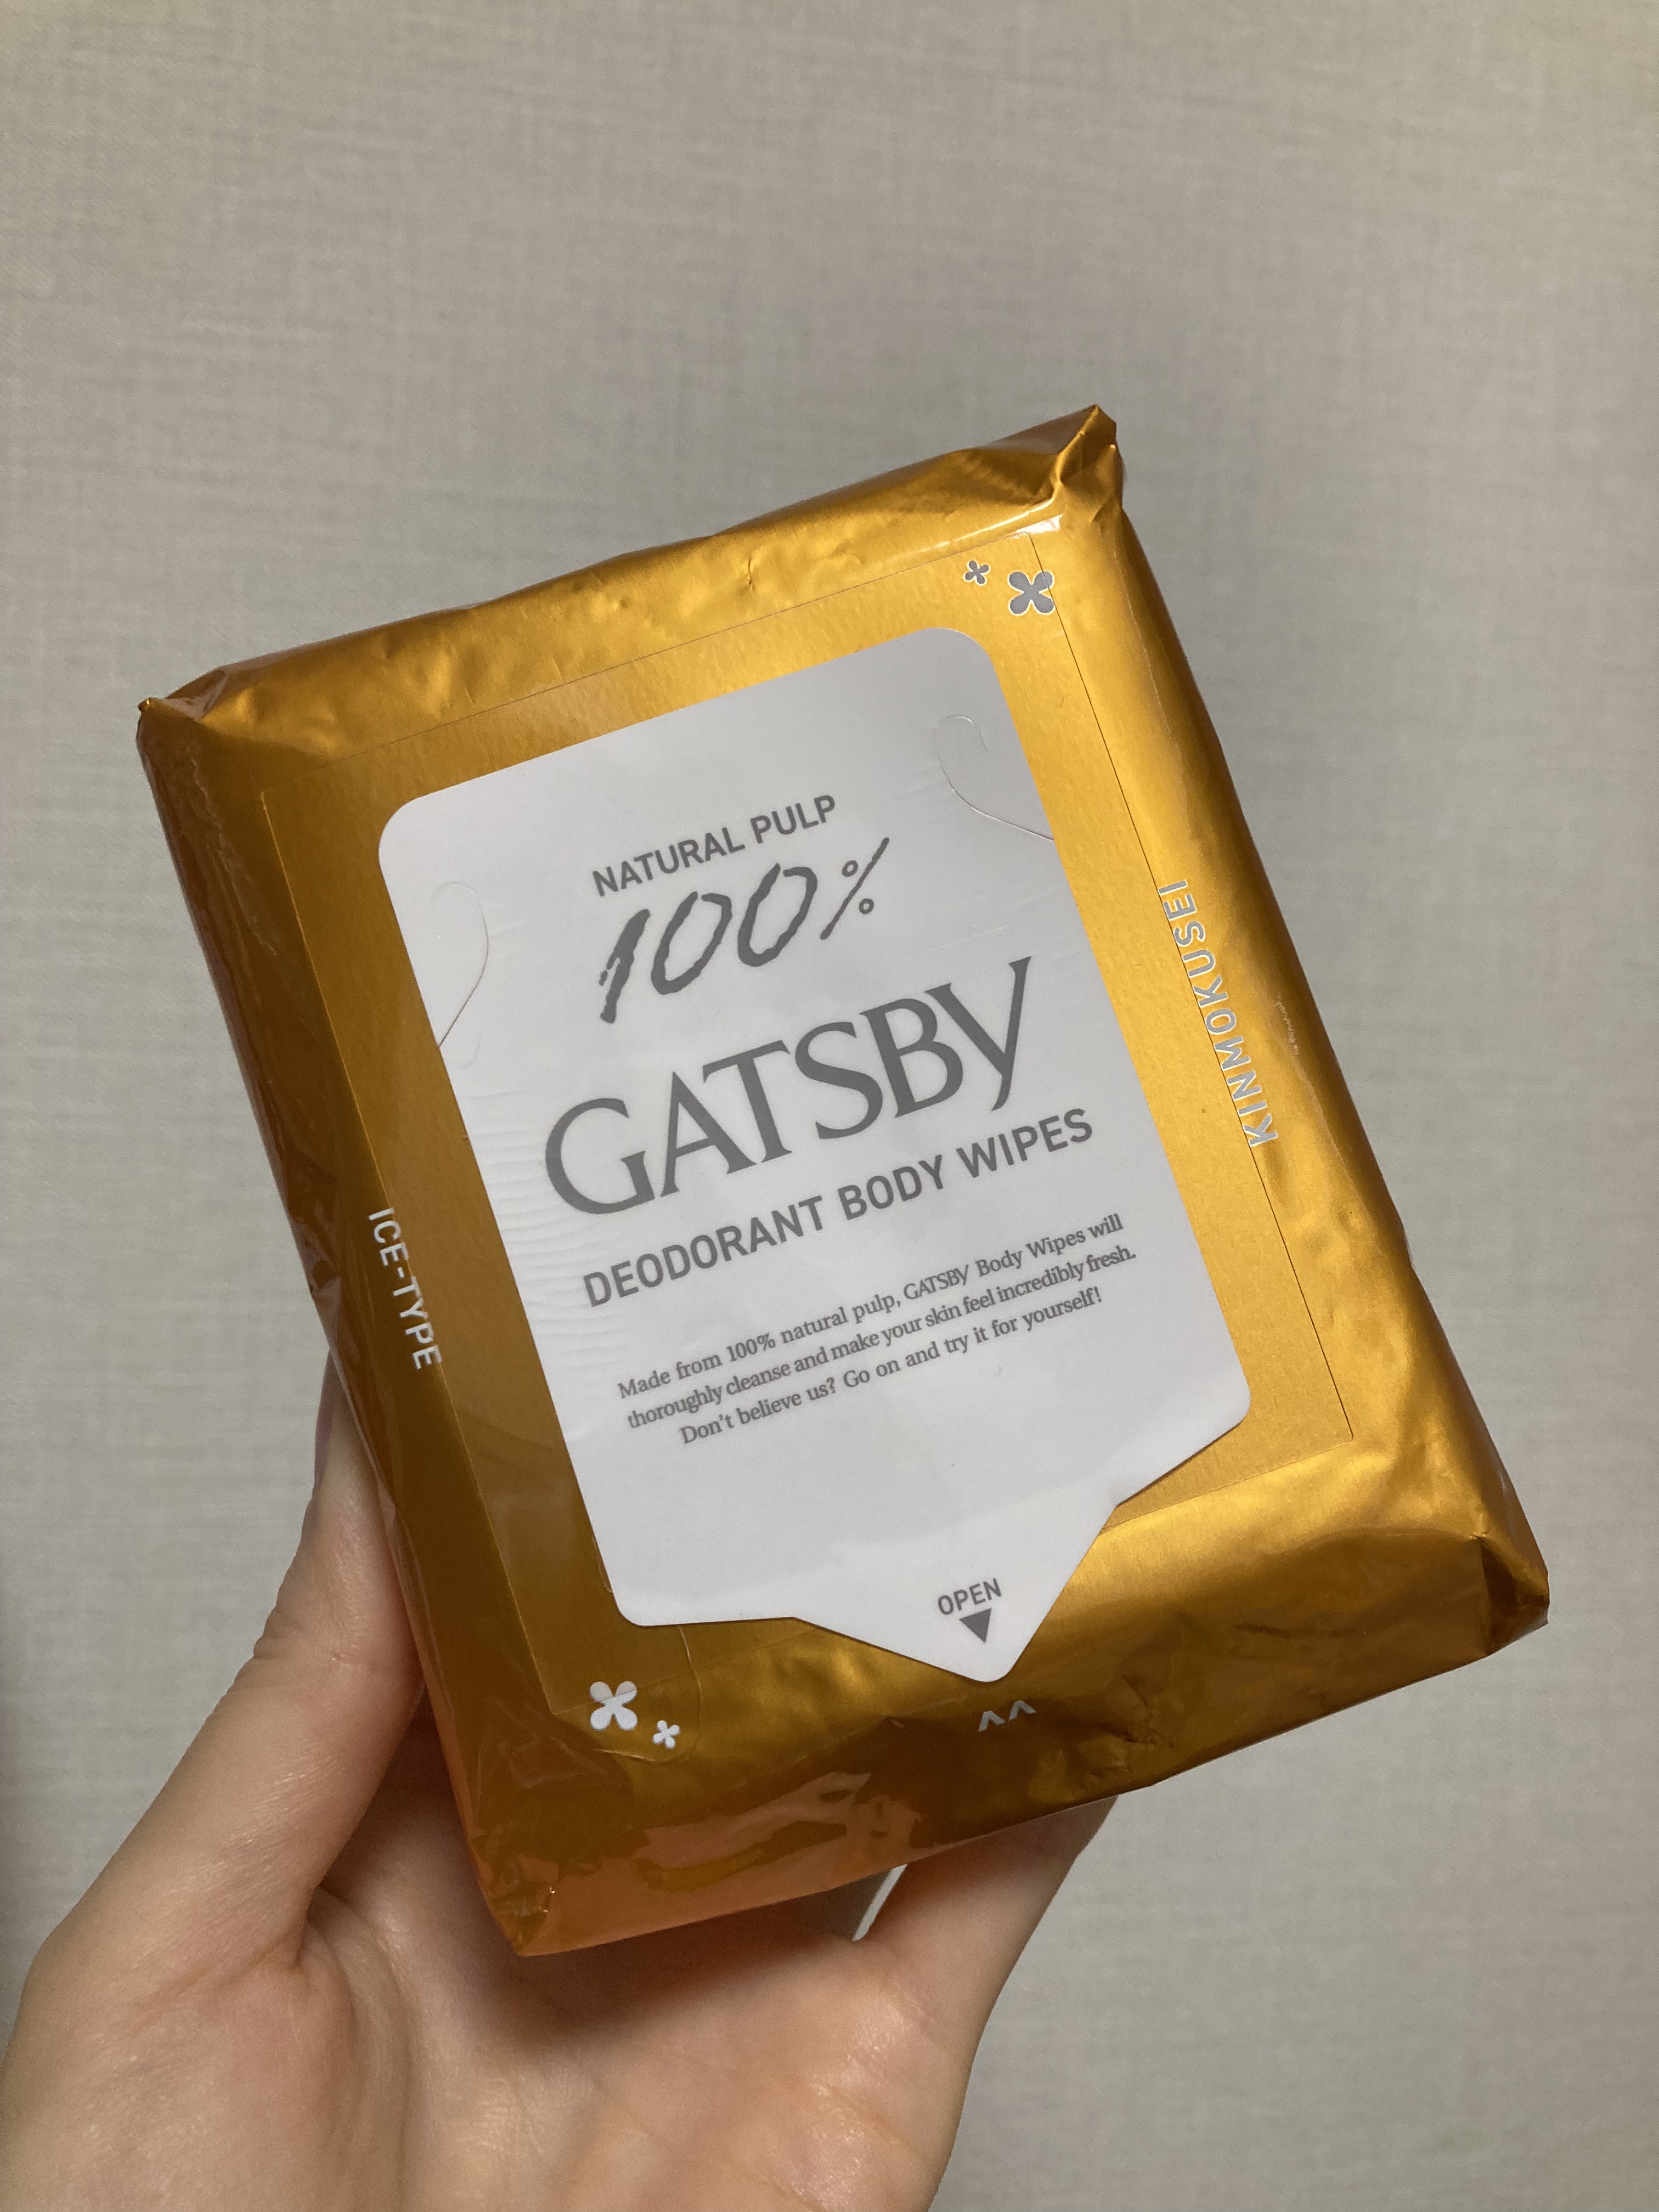 NATURAL PULP
100%
GATSBY
DEODORANT BODY WIPES
Made from 100% natural pulp, GATSBY Body Wipes will
thoroughly cleanse and make your skin feel incredibly fresh.
Don't believe us? Go on and try it for yourself!
OPEN
ICE-TYPE
KINMOKUSEI